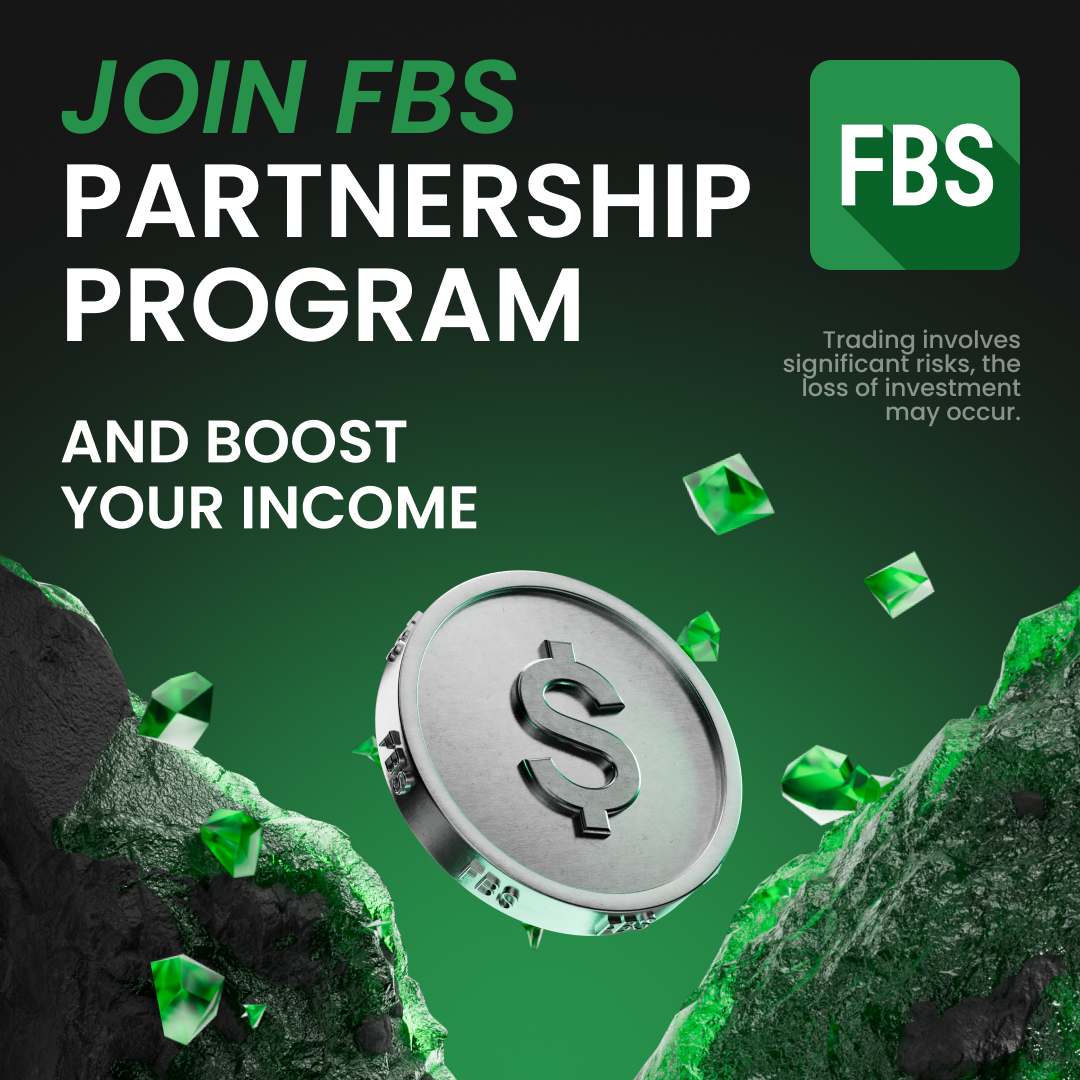 JOIN FBS
PARTNERSHIP
PROGRAM
FBS
Trading involves
significant risks, the
loss of investment
may occur.
AND BOOST
YOUR INCOME
$
FBS